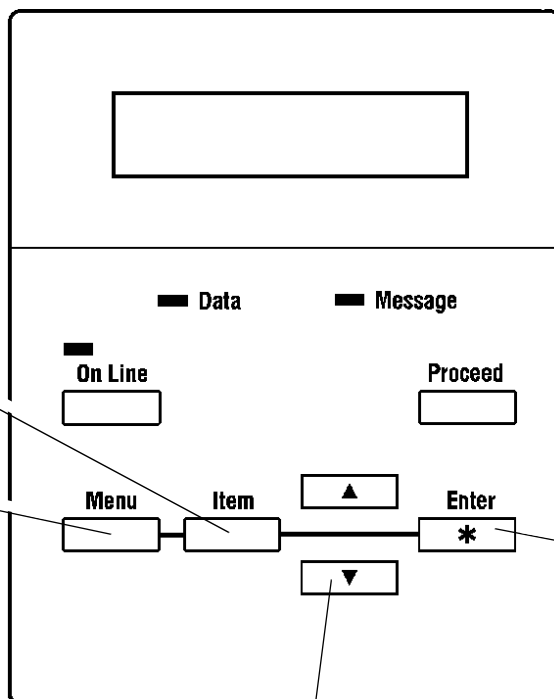 Data Message
On Line Proceed
Menu Item ▲ Enter
*
▼